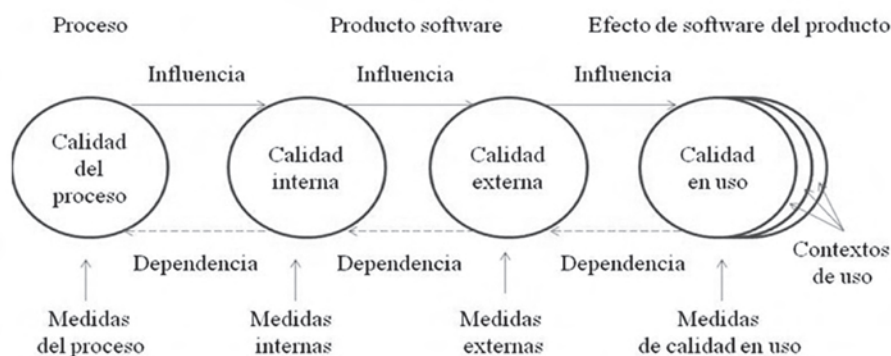 Proceso
Producto software
Efecto de software del producto
Influencia
Influencia
Influencia
Calidad
del
proceso
Calidad
interna
Calidad
externa
Calidad
en uso
Dependencia
Dependencia
Dependencia
Contextos
de uso
Medidas
del proceso
Medidas
internas
Medidas
externas
Medidas
de calidad en uso